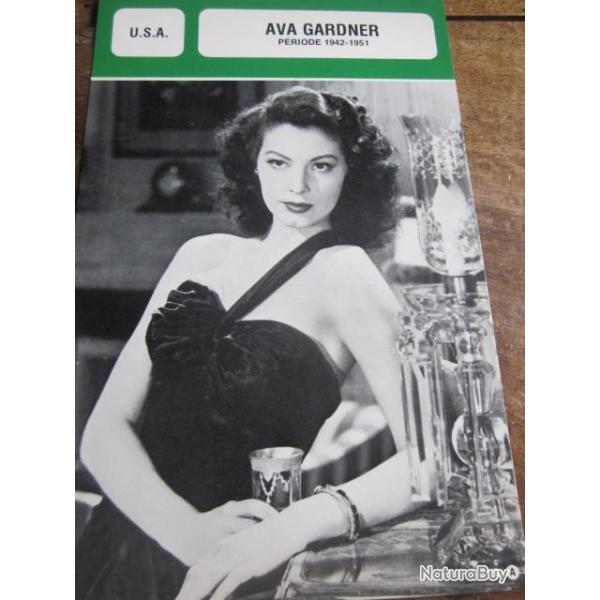 U.S.A.
AVA GARDNER
PÉRIODE 1942-1951
A
NaturaBuy